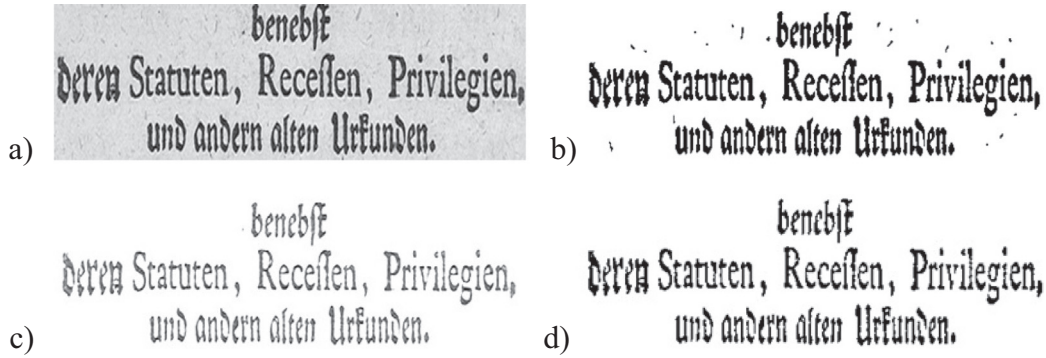 a)
benebſt
deren Statuten, Receſſen, Privilegien,
und andern alten Urkunden.
b)
benebſt
deren Statuten, Receſſen, Privilegien,
und andern alten Urkunden.
c)
benebſt
deren Statuten, Receſſen, Privilegien,
und andern alten Urkunden.
d)
benebſt
deren Statuten, Receſſen, Privilegien,
und andern alten Urkunden.